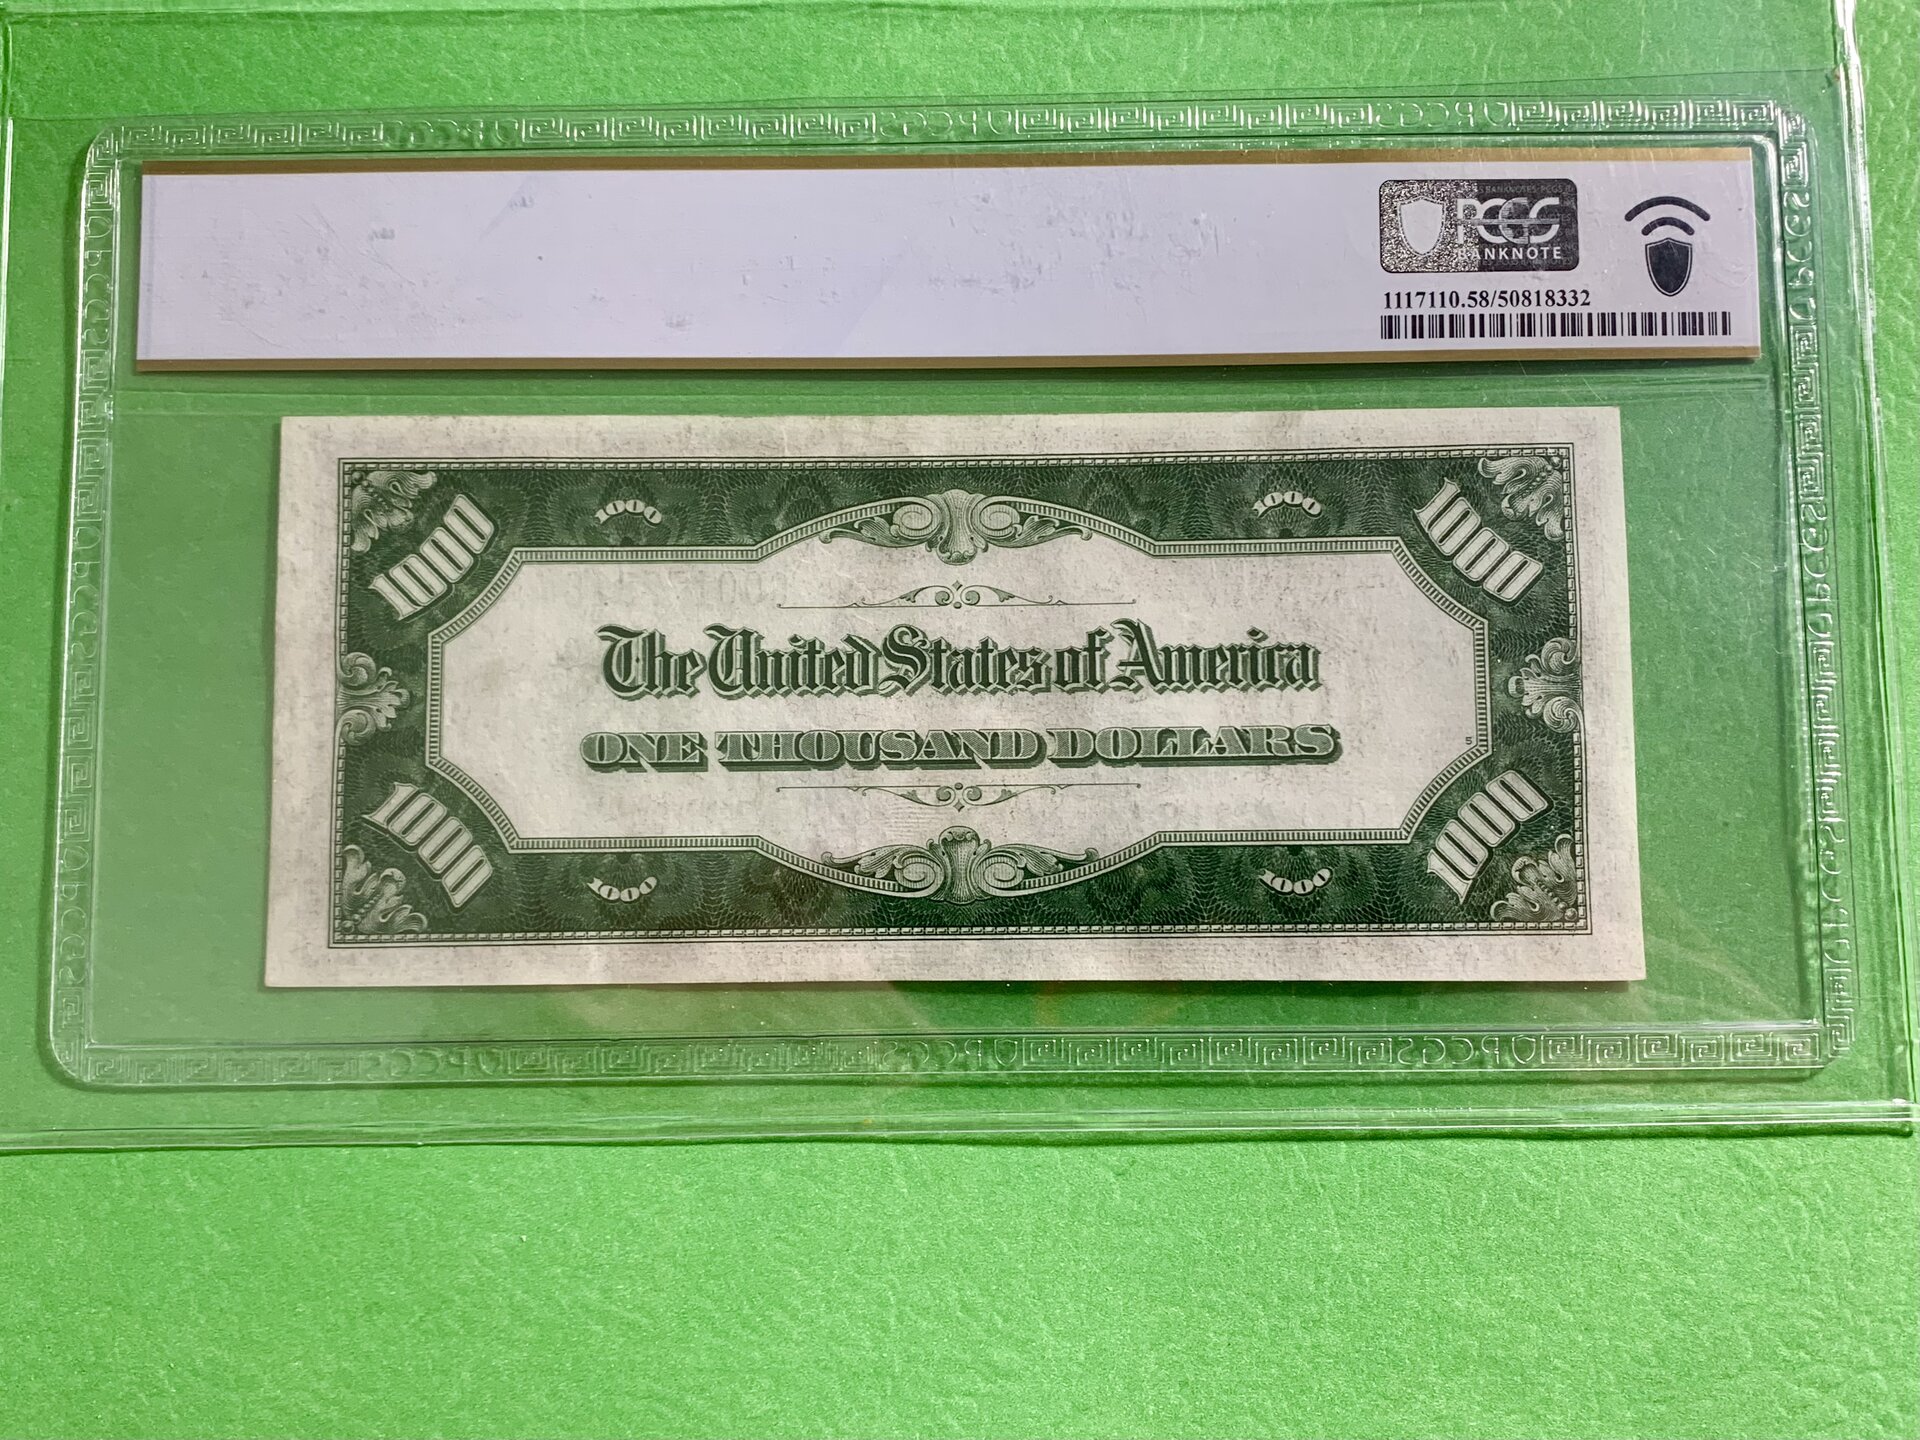 PCGS
BANKNOTE
1117110.58/50818332
1000 1000 1000 1000
The United States of America
ONE THOUSAND DOLLARS
5
1000 1000 1000 1000